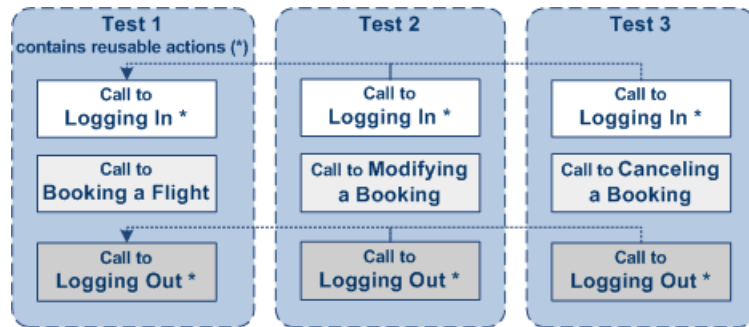 Test 1
contains reusable actions (*)
Call to
Logging In *
Call to
Booking a Flight
Call to
Logging Out *
Test 2
Call to
Logging In *
Call to Modifying
a Booking
Call to
Logging Out *
Test 3
Call to
Logging In *
Call to Canceling
a Booking
Call to
Logging Out *